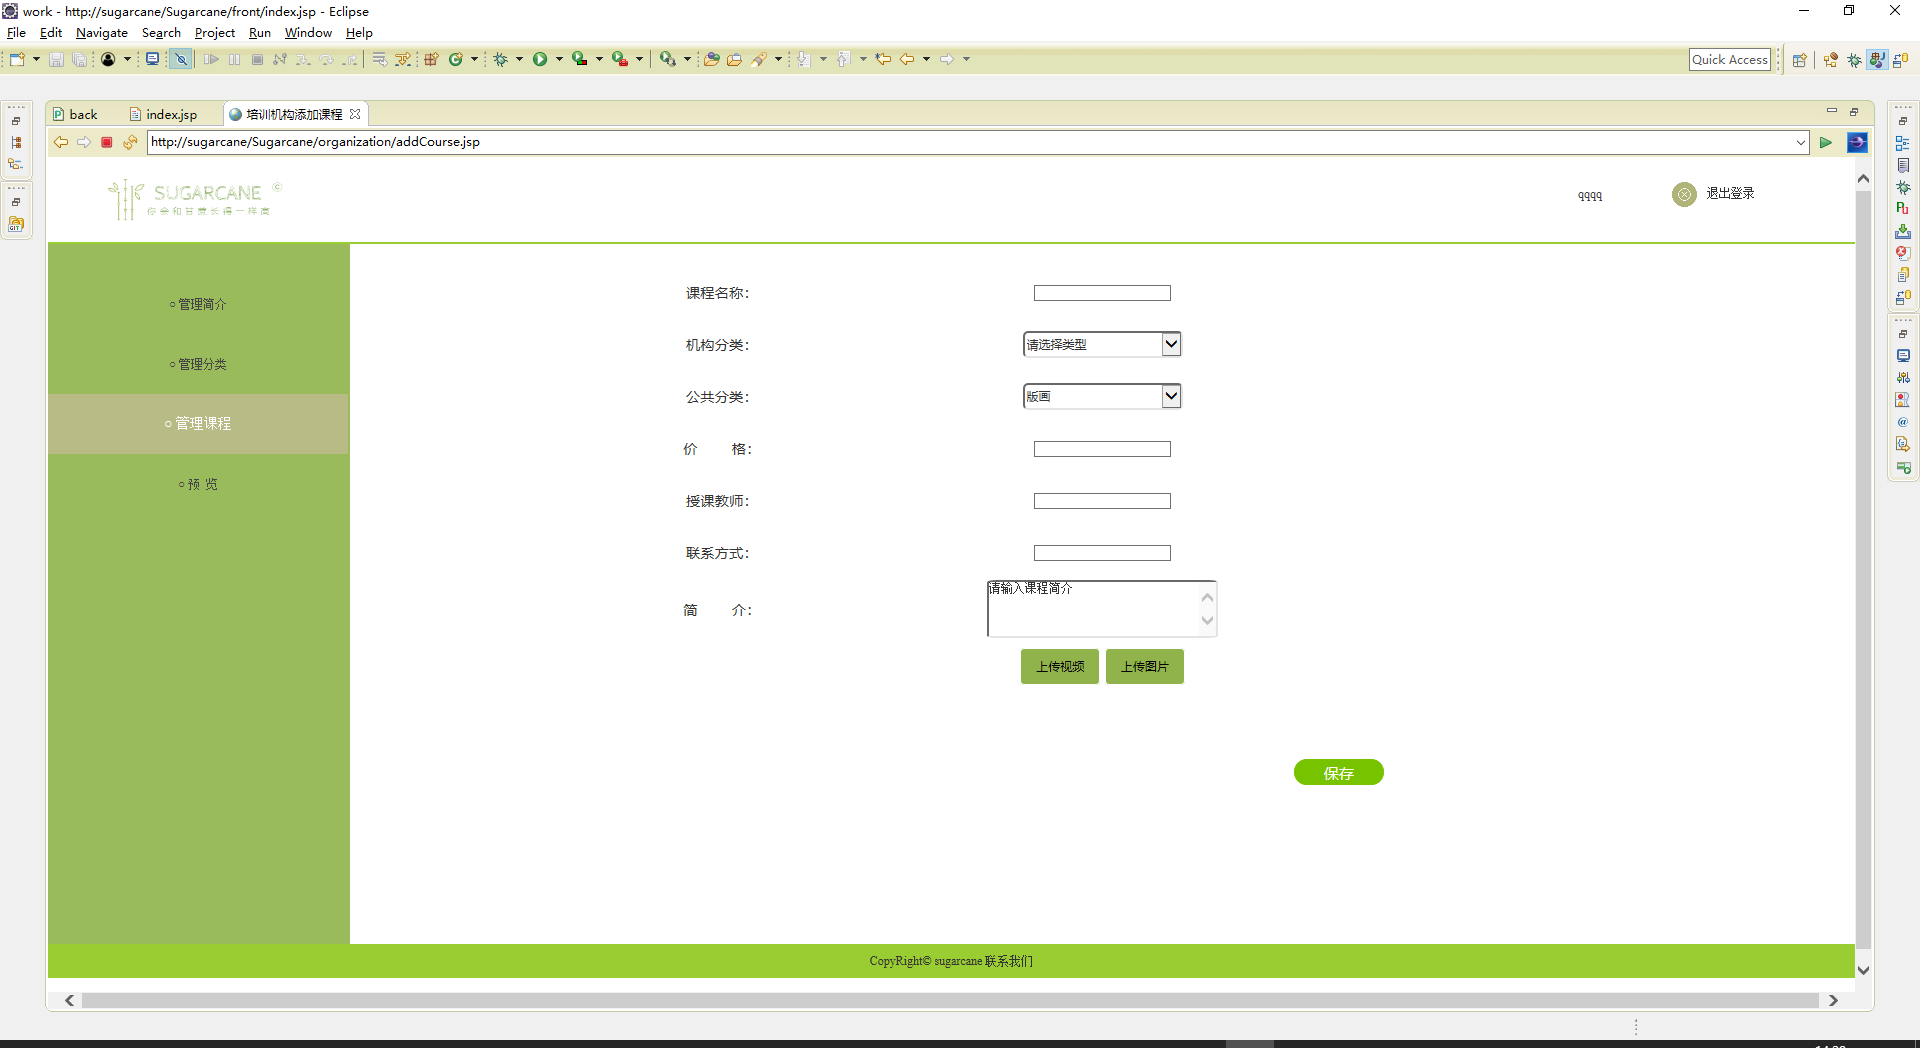 work - http://sugarcane/Sugarcane/front/index.jsp - Eclipse
File Edit Navigate Search Project Run Window Help
Quick Access
back index.jsp 培训机构添加课程
http://sugarcane/Sugarcane/organization/addCourse.jsp
SUGARCANE ©
你会和甘蔗长得一样高
qqqq 退出登录
管理简介
管理分类
管理课程
预 览
课程名称：
机构分类： 请选择类型
公共分类： 版画
价 格：
授课教师：
联系方式：
简 介： 请输入课程简介
上传视频 上传图片
保存
CopyRight© sugarcane 联系我们